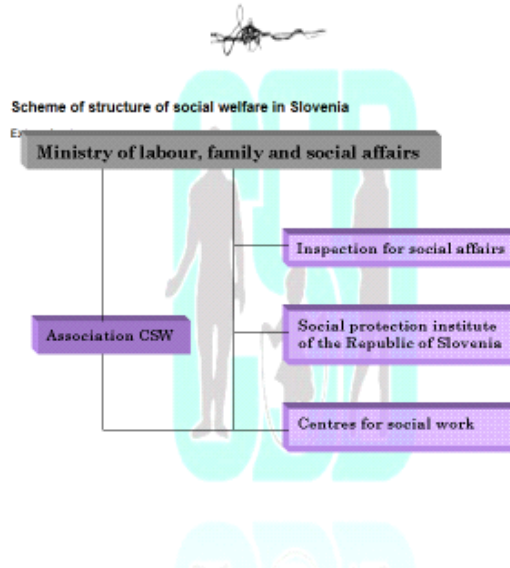 Scheme of structure of social welfare in Slovenia
Ministry of labour, family and social affairs
Inspection for social affairs
Association CSW
Social protection institute
of the Republic of Slovenia
Centres for social work